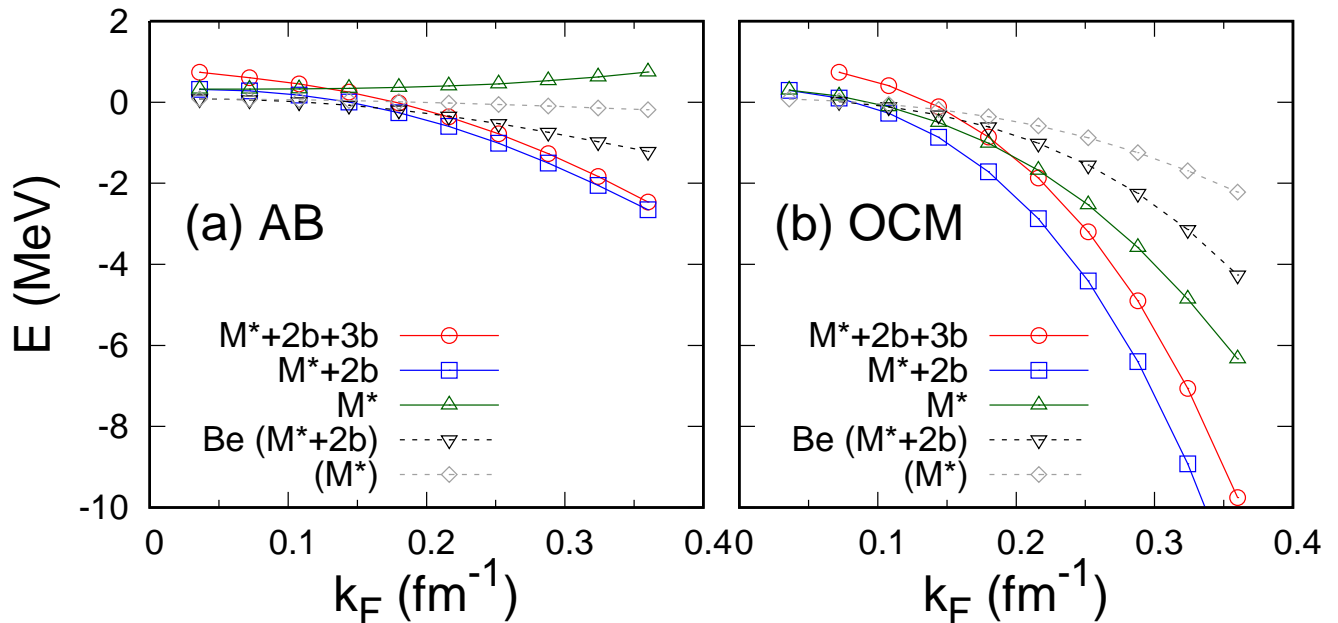 E (MeV)
2
0
-2
-4
-6
-8
-10
(a) AB
M*+2b+3b
M*+2b
M*
Be (M*+2b)
(M*)
0 0.1 0.2 0.3 0.4
k_F (fm^-1)
(b) OCM
M*+2b+3b
M*+2b
M*
Be (M*+2b)
(M*)
0 0.1 0.2 0.3 0.4
k_F (fm^-1)